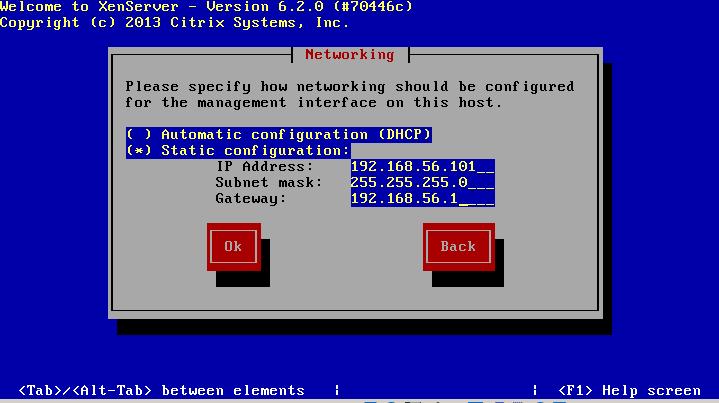 Welcome to XenServer - Version 6.2.0 (#70446c)
Copyright (c) 2013 Citrix Systems, Inc.
Networking
Please specify how networking should be configured
for the management interface on this host.
( ) Automatic configuration (DHCP)
(*) Static configuration:
IP Address: 192.168.56.101__
Subnet mask: 255.255.255.0___
Gateway: 192.168.56.1____
Ok Back
<Tab>/<Alt-Tab> between elements | | <F1> Help screen